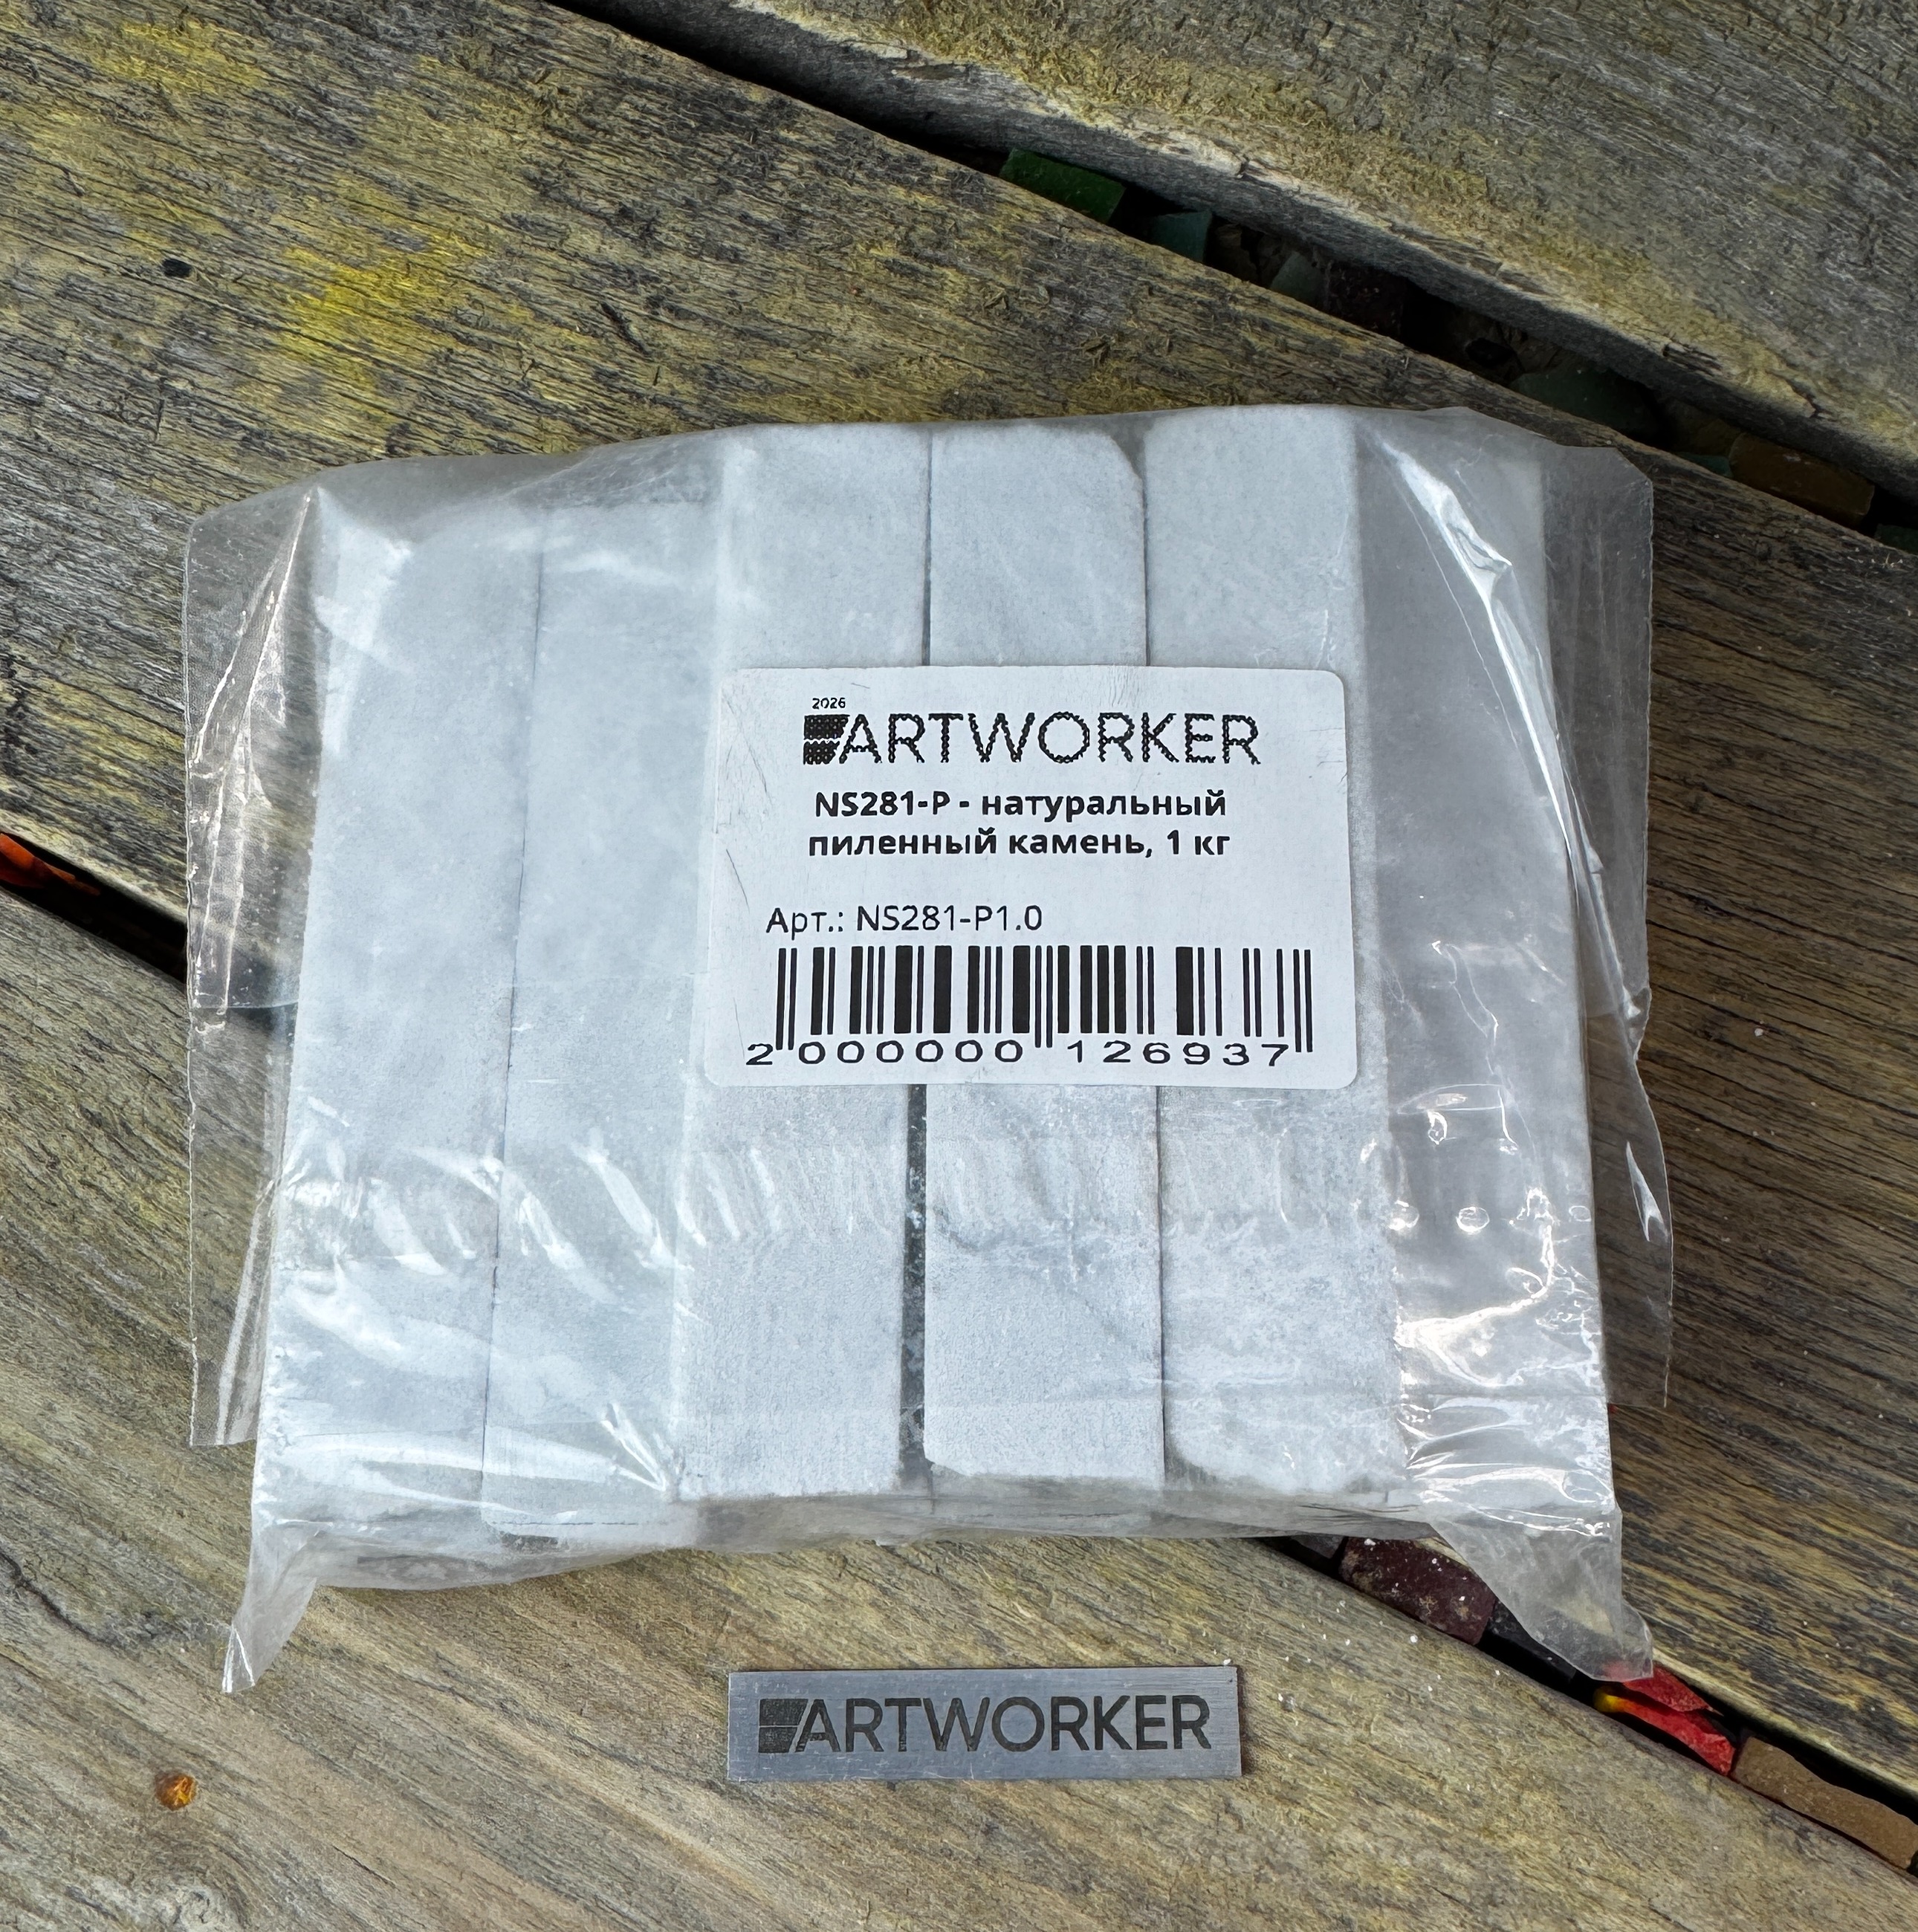 2026
ARTWORKER
NS281-P - натуральный
пиленный камень, 1 кг
Арт.: NS281-P1.0
2 000000 126937
ARTWORKER